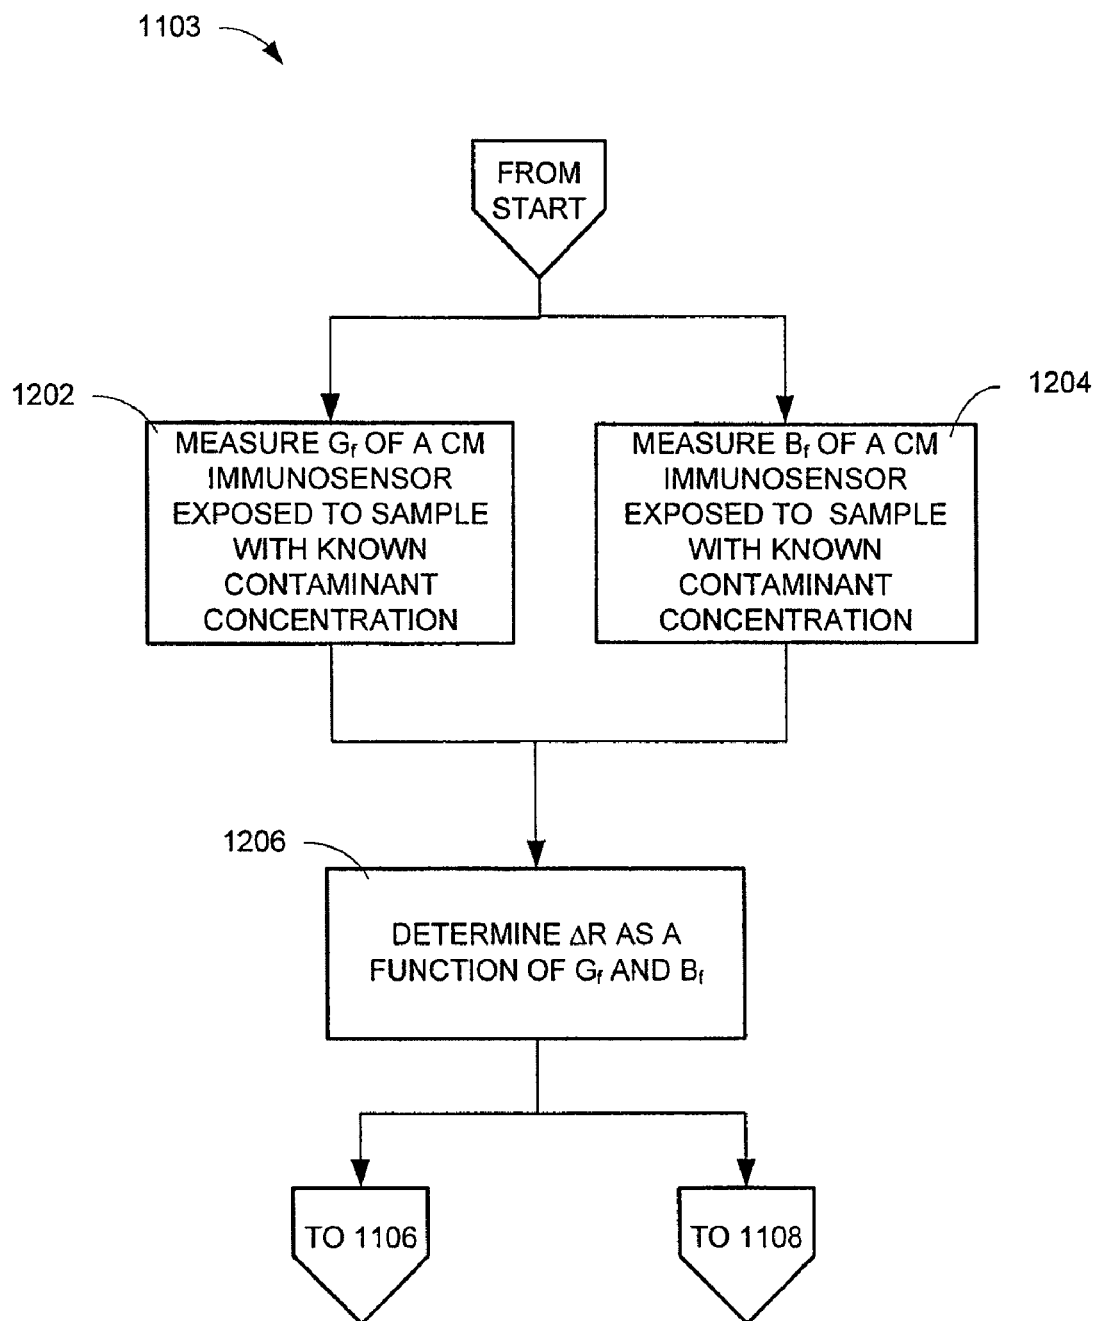 1103
FROM
START
1202
1204
MEASURE Gf OF A CM
IMMUNOSENSOR
EXPOSED TO SAMPLE
WITH KNOWN
CONTAMINANT
CONCENTRATION
MEASURE Bf OF A CM
IMMUNOSENSOR
EXPOSED TO SAMPLE
WITH KNOWN
CONTAMINANT
CONCENTRATION
1206
DETERMINE ΔR AS A
FUNCTION OF Gf AND Bf
TO 1106
TO 1108